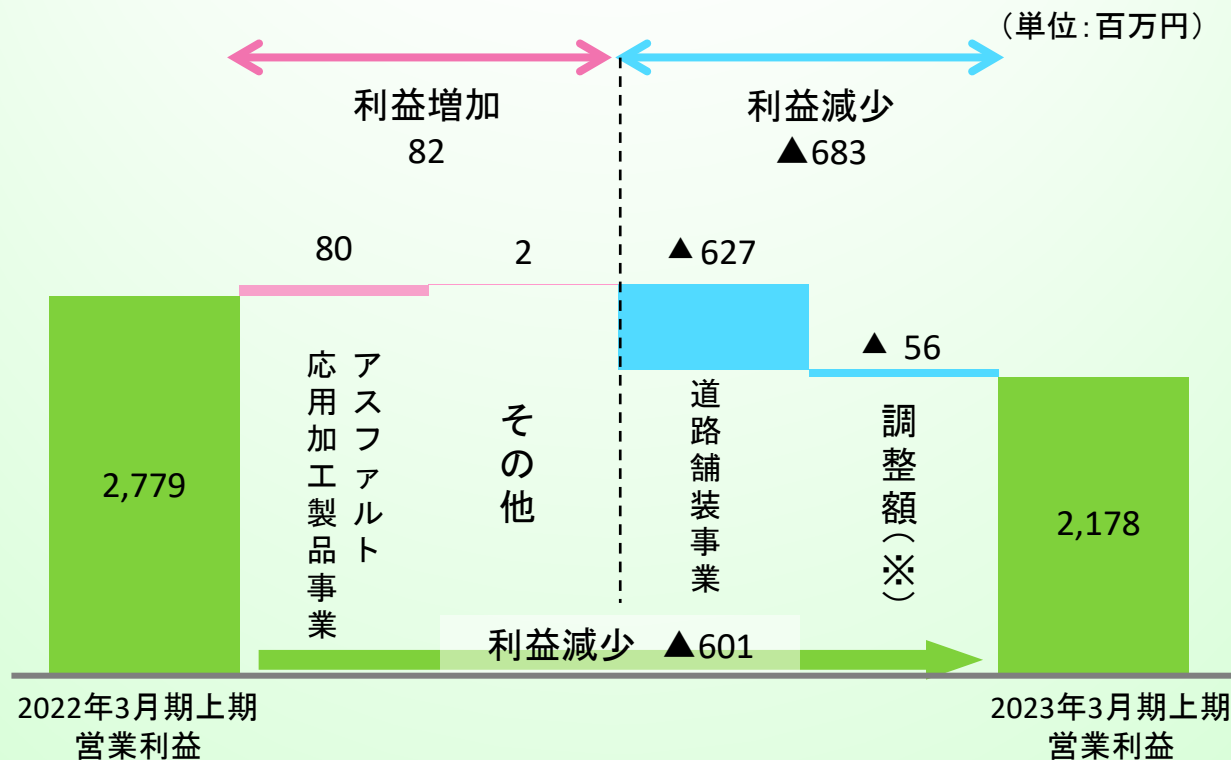 （単位：百万円）
利益増加
82
利益減少
▲683
80
2
▲ 627
▲ 56
アスファルト
応用加工製品事業
その他
道路舗装事業
調整額（※）
2,779
2,178
利益減少 ▲601
2022年3月期上期
営業利益
2023年3月期上期
営業利益